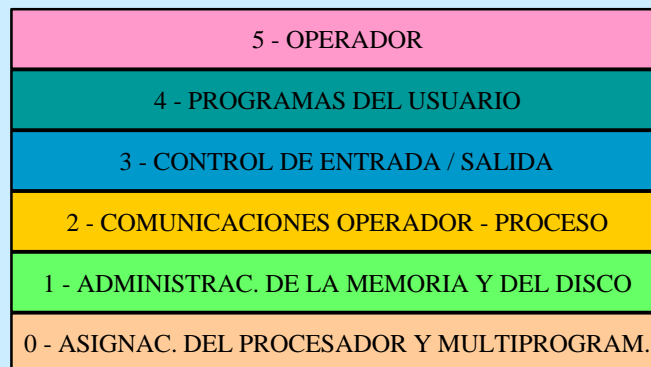 5 - OPERADOR
4 - PROGRAMAS DEL USUARIO
3 - CONTROL DE ENTRADA / SALIDA
2 - COMUNICACIONES OPERADOR - PROCESO
1 - ADMINISTRAC. DE LA MEMORIA Y DEL DISCO
0 - ASIGNAC. DEL PROCESADOR Y MULTIPROGRAM.